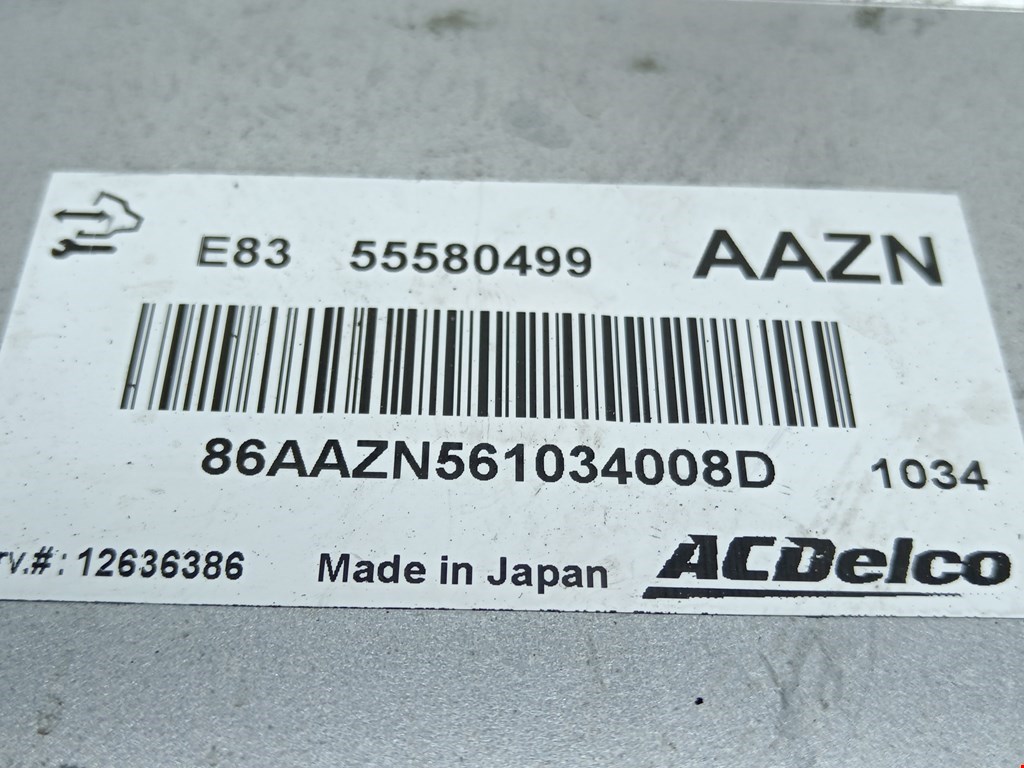 E83 55580499 AAZN
86AAZN561034008D 1034
rv.#: 12636386 Made in Japan ACDelco